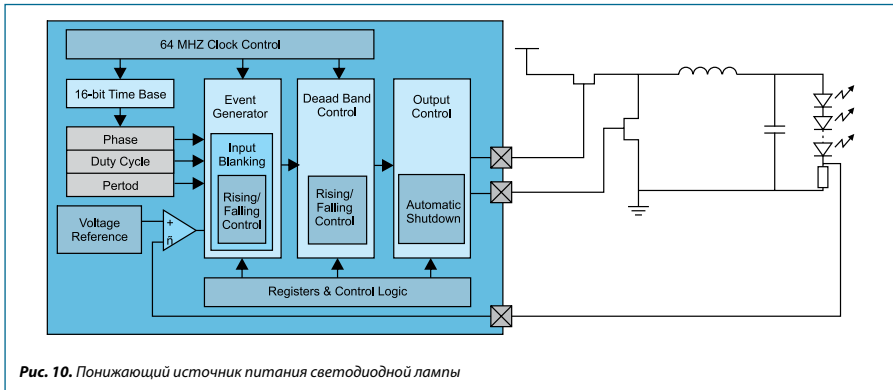 64 MHZ Clock Control
16-bit Time Base
Phase
Duty Cycle
Pertod
Voltage
Reference
+
ñ
Event
Generator
Input
Blanking
Rising/
Falling
Control
Deaad Band
Control
Rising/
Falling
Control
Output
Control
Automatic
Shutdown
Registers & Control Logic
Рис. 10. Понижающий источник питания светодиодной лампы